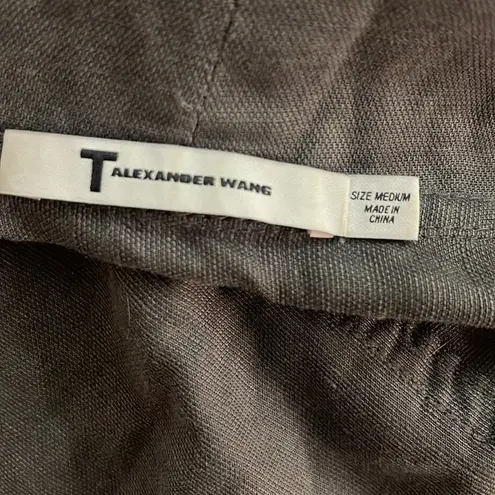 T ALEXANDER WANG
SIZE MEDIUM
MADE IN
CHINA